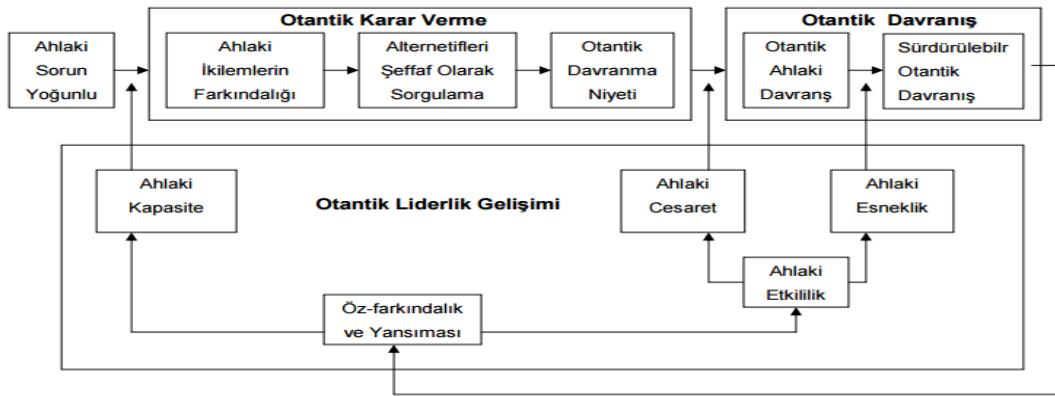 Otantik Karar Verme
Otantik Davranış
Ahlaki
Sorun
Yoğunlu
Ahlaki
İkilemlerin
Farkındalığı
Alternetifleri
Şeffaf Olarak
Sorgulama
Otantik
Davranma
Niyeti
Otantik
Ahlaki
Davranş
Sürdürülebilr
Otantik
Davranış
Ahlaki
Kapasite
Otantik Liderlik Gelişimi
Ahlaki
Cesaret
Ahlaki
Esneklik
Ahlaki
Etkililik
Öz-farkındalık
ve Yansıması